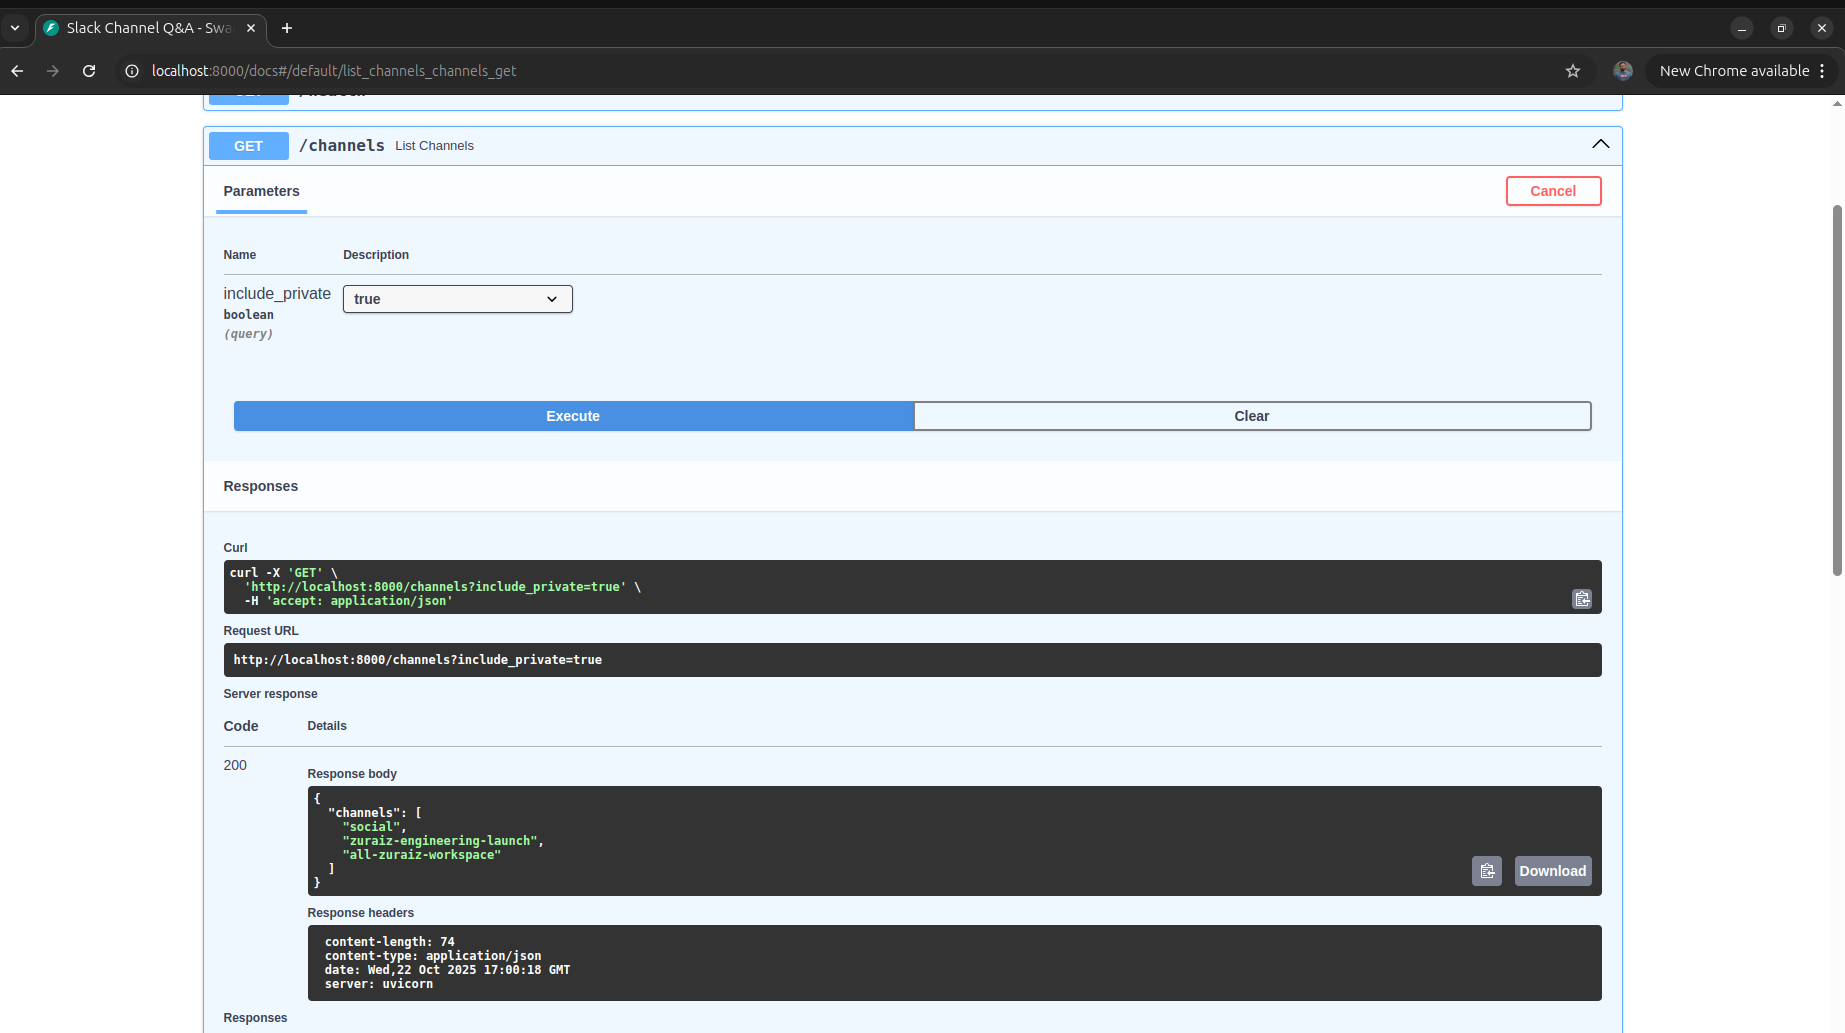 Slack Channel Q&A - Swa
localhost:8000/docs#/default/list_channels_channels_get
New Chrome available
GET /channels List Channels
Parameters
Cancel
Name Description
include_private
boolean
(query)
true
Execute
Clear
Responses
Curl
curl -X 'GET' \
'http://localhost:8000/channels?include_private=true' \
-H 'accept: application/json'
Request URL
http://localhost:8000/channels?include_private=true
Server response
Code Details
200
Response body
{
"channels": [
"social",
"zuraiz-engineering-launch",
"all-zuraiz-workspace"
]
}
Download
Response headers
content-length: 74
content-type: application/json
date: Wed,22 Oct 2025 17:00:18 GMT
server: uvicorn
Responses